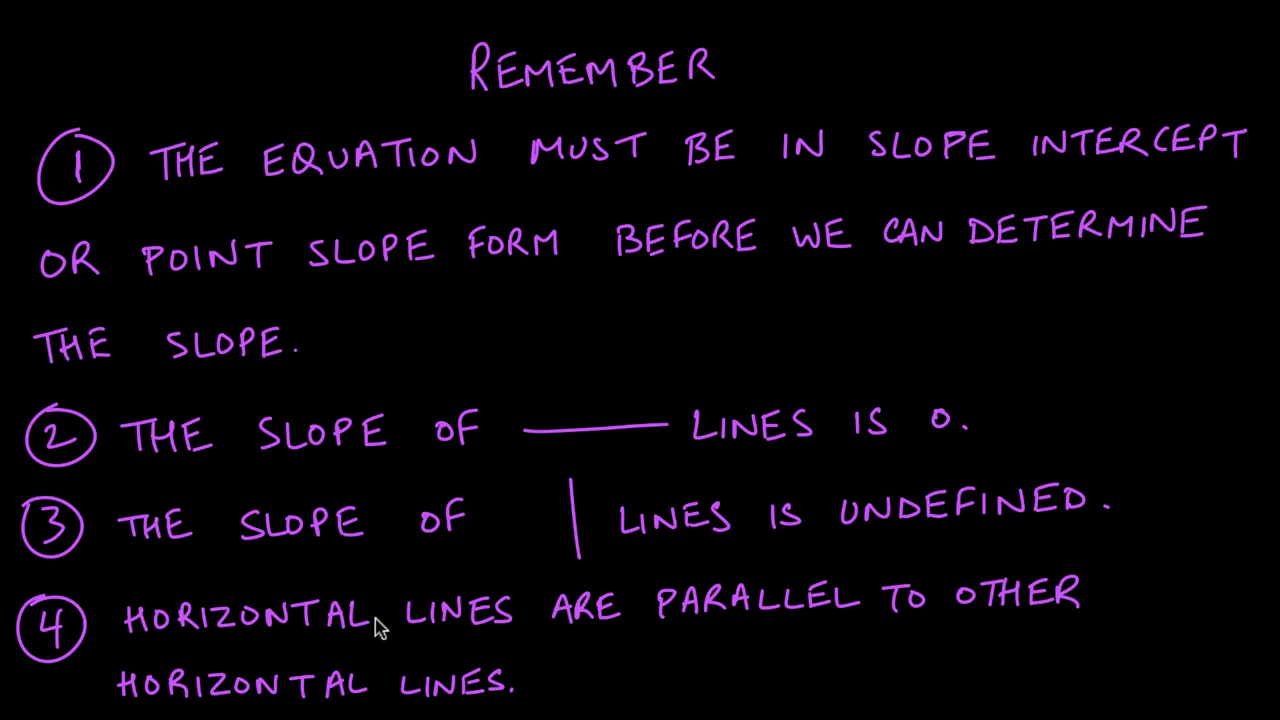 REMEMBER
1 THE EQUATION MUST BE IN SLOPE INTERCEPT
OR POINT SLOPE FORM BEFORE WE CAN DETERMINE
THE SLOPE.
2 THE SLOPE OF — LINES IS 0.
3 THE SLOPE OF | LINES IS UNDEFINED.
4 HORIZONTAL LINES ARE PARALLEL TO OTHER
HORIZONTAL LINES.